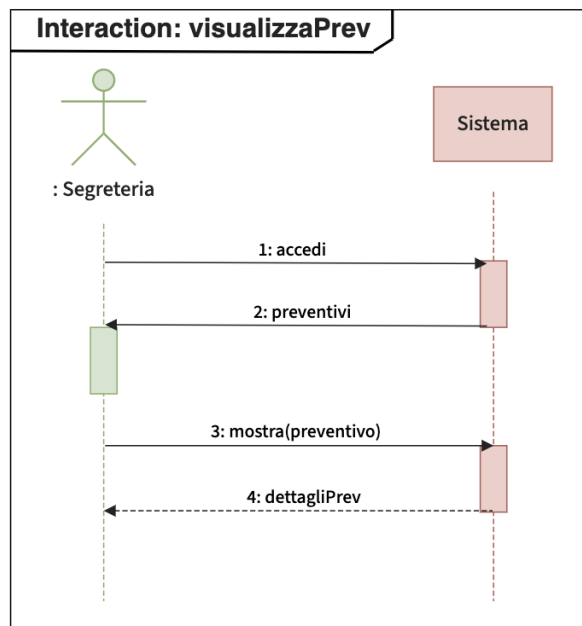 Interaction: visualizzaPrev
Sistema
: Segreteria
1: accedi
2: preventivi
3: mostra(preventivo)
4: dettagliPrev